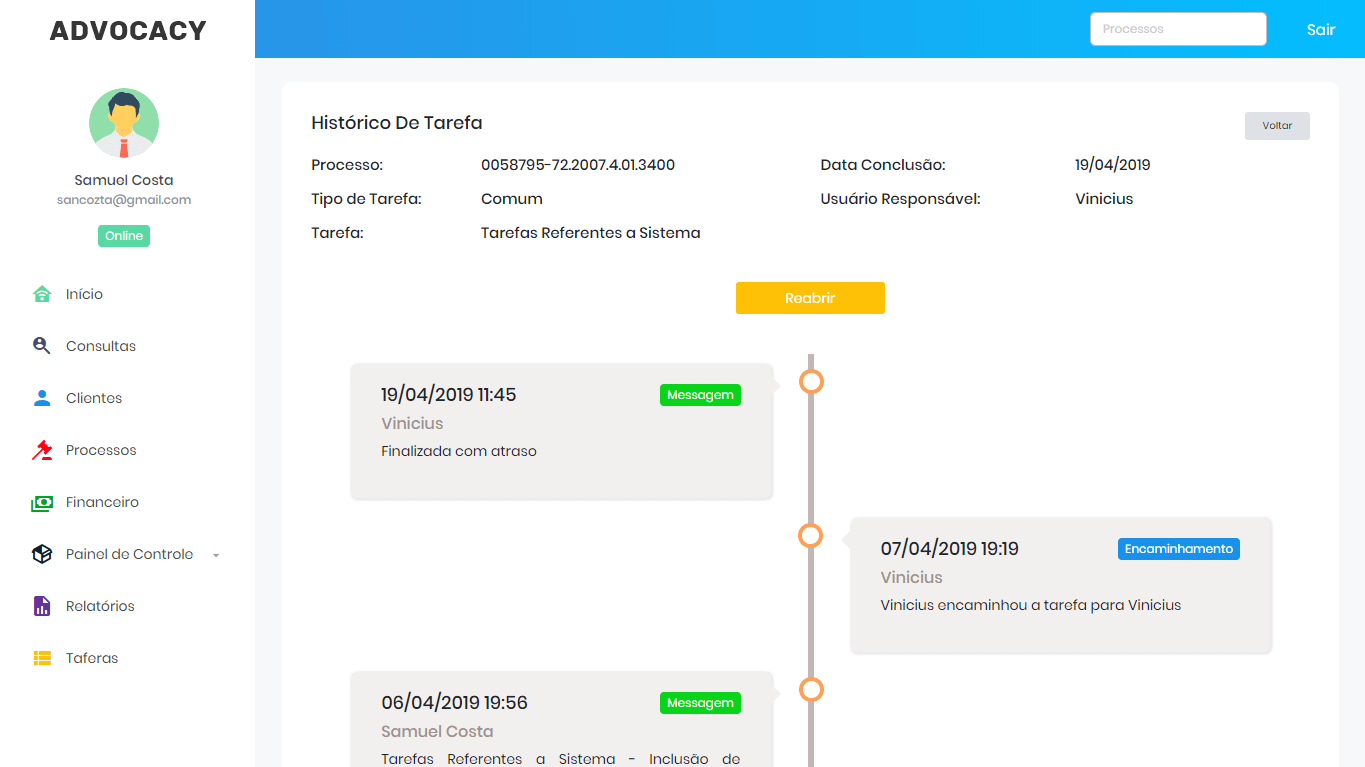 ADVOCACY
Processos
Sair
Samuel Costa
sancozta@gmail.com
Online
Início
Consultas
Clientes
Processos
Financeiro
Painel de Controle
Relatórios
Taferas
Histórico De Tarefa
Voltar
Processo: 0058795-72.2007.4.01.3400 Data Conclusão: 19/04/2019
Tipo de Tarefa: Comum Usuário Responsável: Vinicius
Tarefa: Tarefas Referentes a Sistema
Reabrir
19/04/2019 11:45 Messagem
Vinicius
Finalizada com atraso
07/04/2019 19:19 Encaminhamento
Vinicius
Vinicius encaminhou a tarefa para Vinicius
06/04/2019 19:56 Messagem
Samuel Costa
Tarefas Referentes a Sistema - Inclusão de